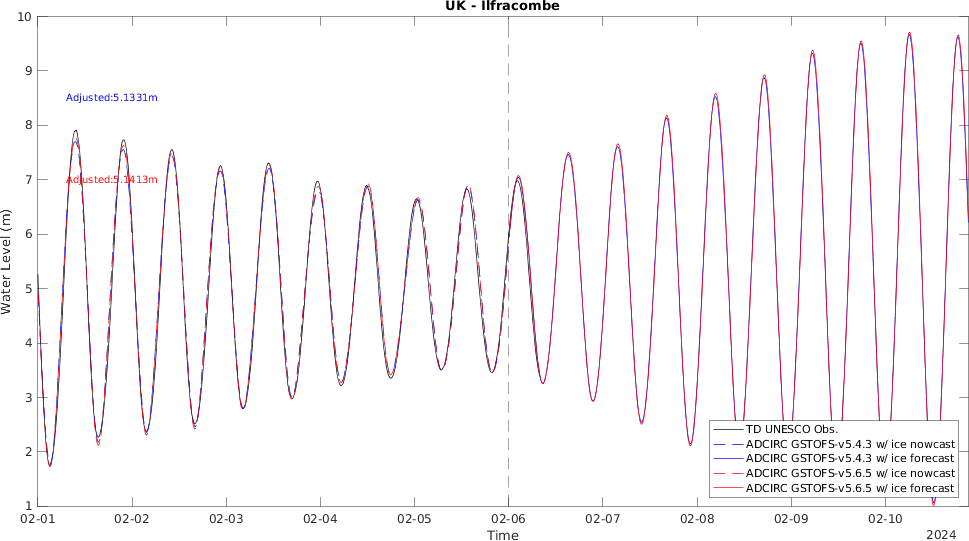 UK - Ilfracombe
10
9
8
7
6
5
4
3
2
1
Water Level (m)
Adjusted:5.1331m
Adjusted:5.1413m
TD UNESCO Obs.
ADCIRC GSTOFS-v5.4.3 w/ ice nowcast
ADCIRC GSTOFS-v5.4.3 w/ ice forecast
ADCIRC GSTOFS-v5.6.5 w/ ice nowcast
ADCIRC GSTOFS-v5.6.5 w/ ice forecast
02-01 02-02 02-03 02-04 02-05 02-06 02-07 02-08 02-09 02-10
Time
2024